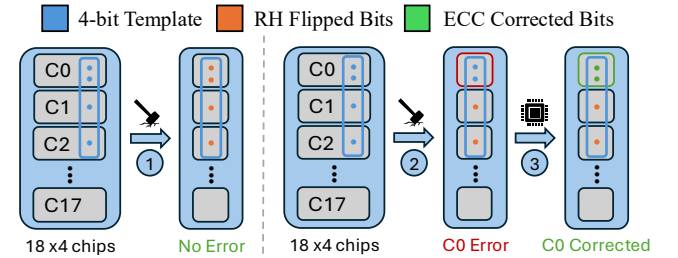 4-bit Template RH Flipped Bits ECC Corrected Bits
C0
C1
C2
C17
1
18 x4 chips
No Error
C0
C1
C2
C17
2
3
18 x4 chips
C0 Error
C0 Corrected